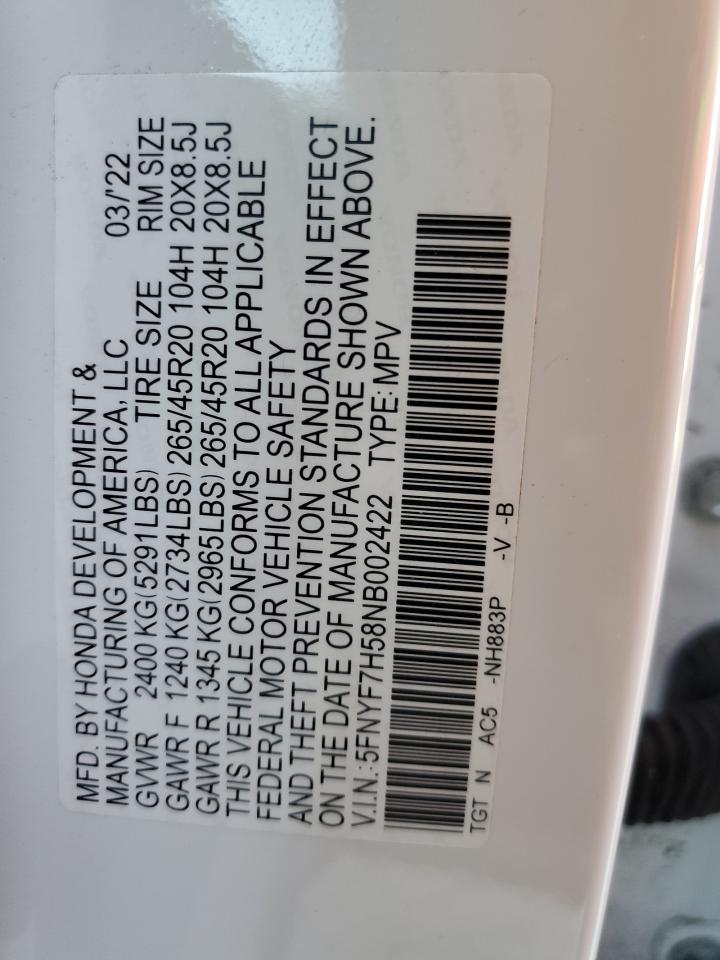 MFD. BY HONDA DEVELOPMENT &
MANUFACTURING OF AMERICA, LLC 03/'22
GVWR 2400 KG(5291LBS) TIRE SIZE RIM SIZE
GAWR F 1240 KG(2734LBS) 265/45R20 104H 20X8.5J
GAWR R 1345 KG(2965LBS) 265/45R20 104H 20X8.5J
THIS VEHICLE CONFORMS TO ALL APPLICABLE
FEDERAL MOTOR VEHICLE SAFETY
AND THEFT PREVENTION STANDARDS IN EFFECT
ON THE DATE OF MANUFACTURE SHOWN ABOVE.
V.I.N.:5FNYF7H58NB002422 TYPE:MPV
TGT N AC5 -NH883P -V -B